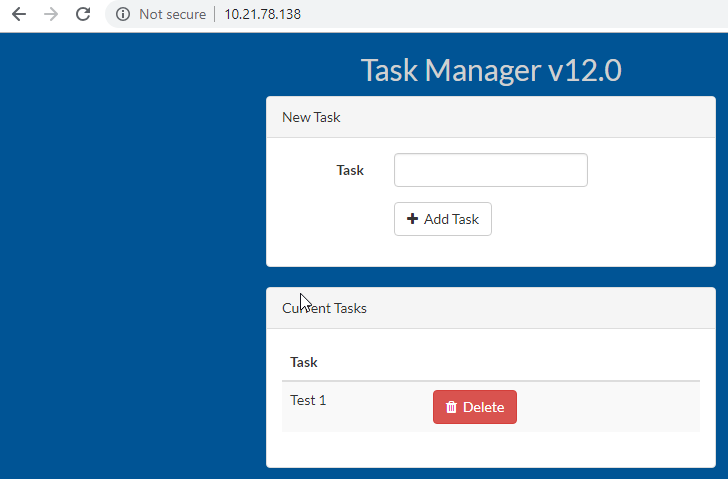 Not secure | 10.21.78.138
Task Manager v12.0
New Task
Task
Add Task
Current Tasks
Task
Test 1 Delete